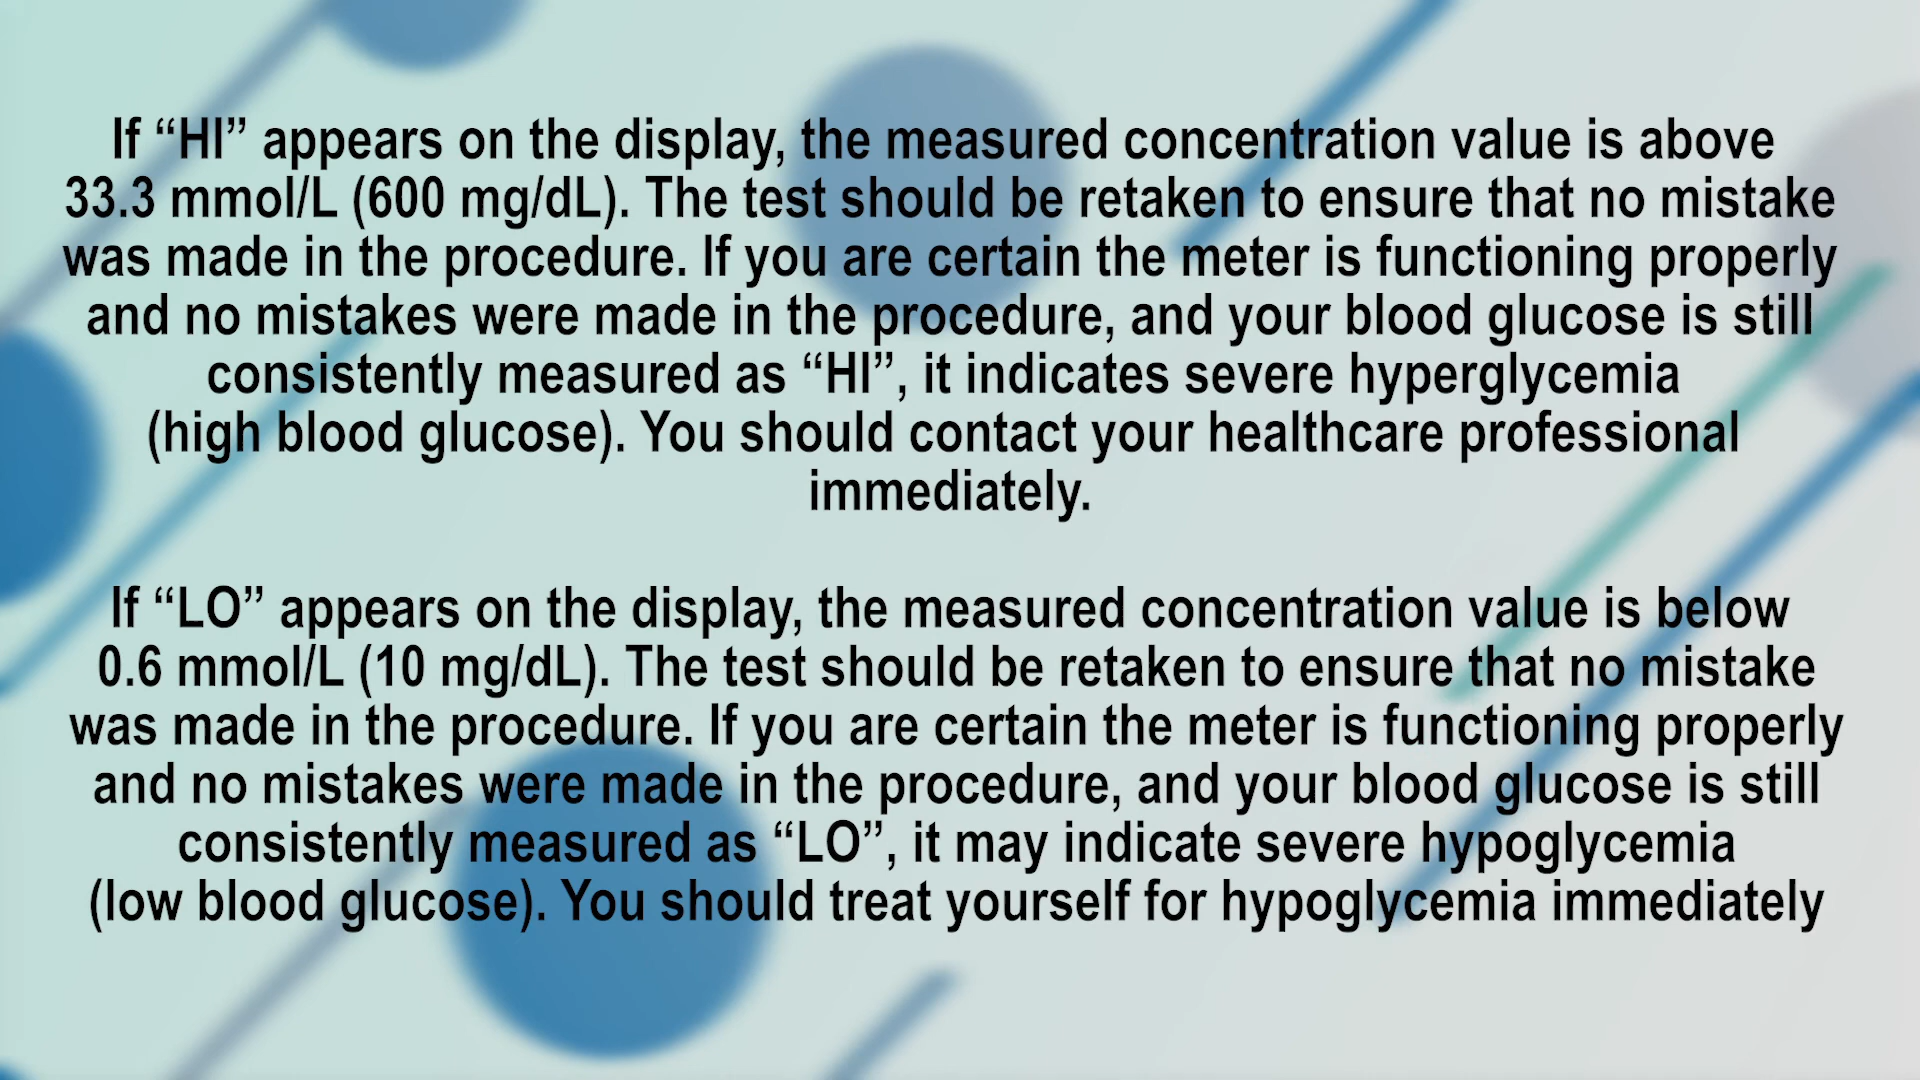 If “HI” appears on the display, the measured concentration value is above
33.3 mmol/L (600 mg/dL). The test should be retaken to ensure that no mistake
was made in the procedure. If you are certain the meter is functioning properly
and no mistakes were made in the procedure, and your blood glucose is still
consistently measured as “HI”, it indicates severe hyperglycemia
(high blood glucose). You should contact your healthcare professional
immediately.
If “LO” appears on the display, the measured concentration value is below
0.6 mmol/L (10 mg/dL). The test should be retaken to ensure that no mistake
was made in the procedure. If you are certain the meter is functioning properly
and no mistakes were made in the procedure, and your blood glucose is still
consistently measured as “LO”, it may indicate severe hypoglycemia
(low blood glucose). You should treat yourself for hypoglycemia immediately